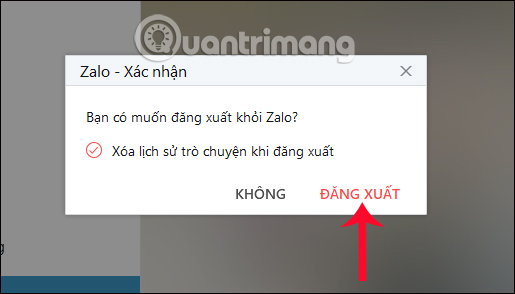 Quantrimang
Zalo - Xác nhận
Bạn có muốn đăng xuất khỏi Zalo?
Xóa lịch sử trò chuyện khi đăng xuất
KHÔNG
ĐĂNG XUẤT